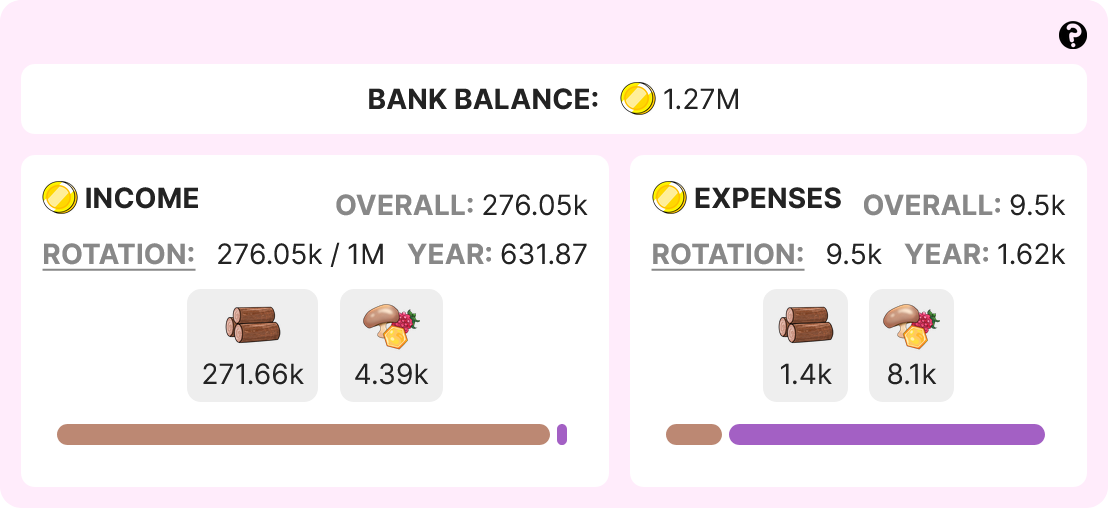 ?
BANK BALANCE: 1.27M
INCOME
OVERALL: 276.05k
ROTATION: 276.05k / 1M YEAR: 631.87
271.66k 4.39k
EXPENSES
OVERALL: 9.5k
ROTATION: 9.5k YEAR: 1.62k
1.4k 8.1k